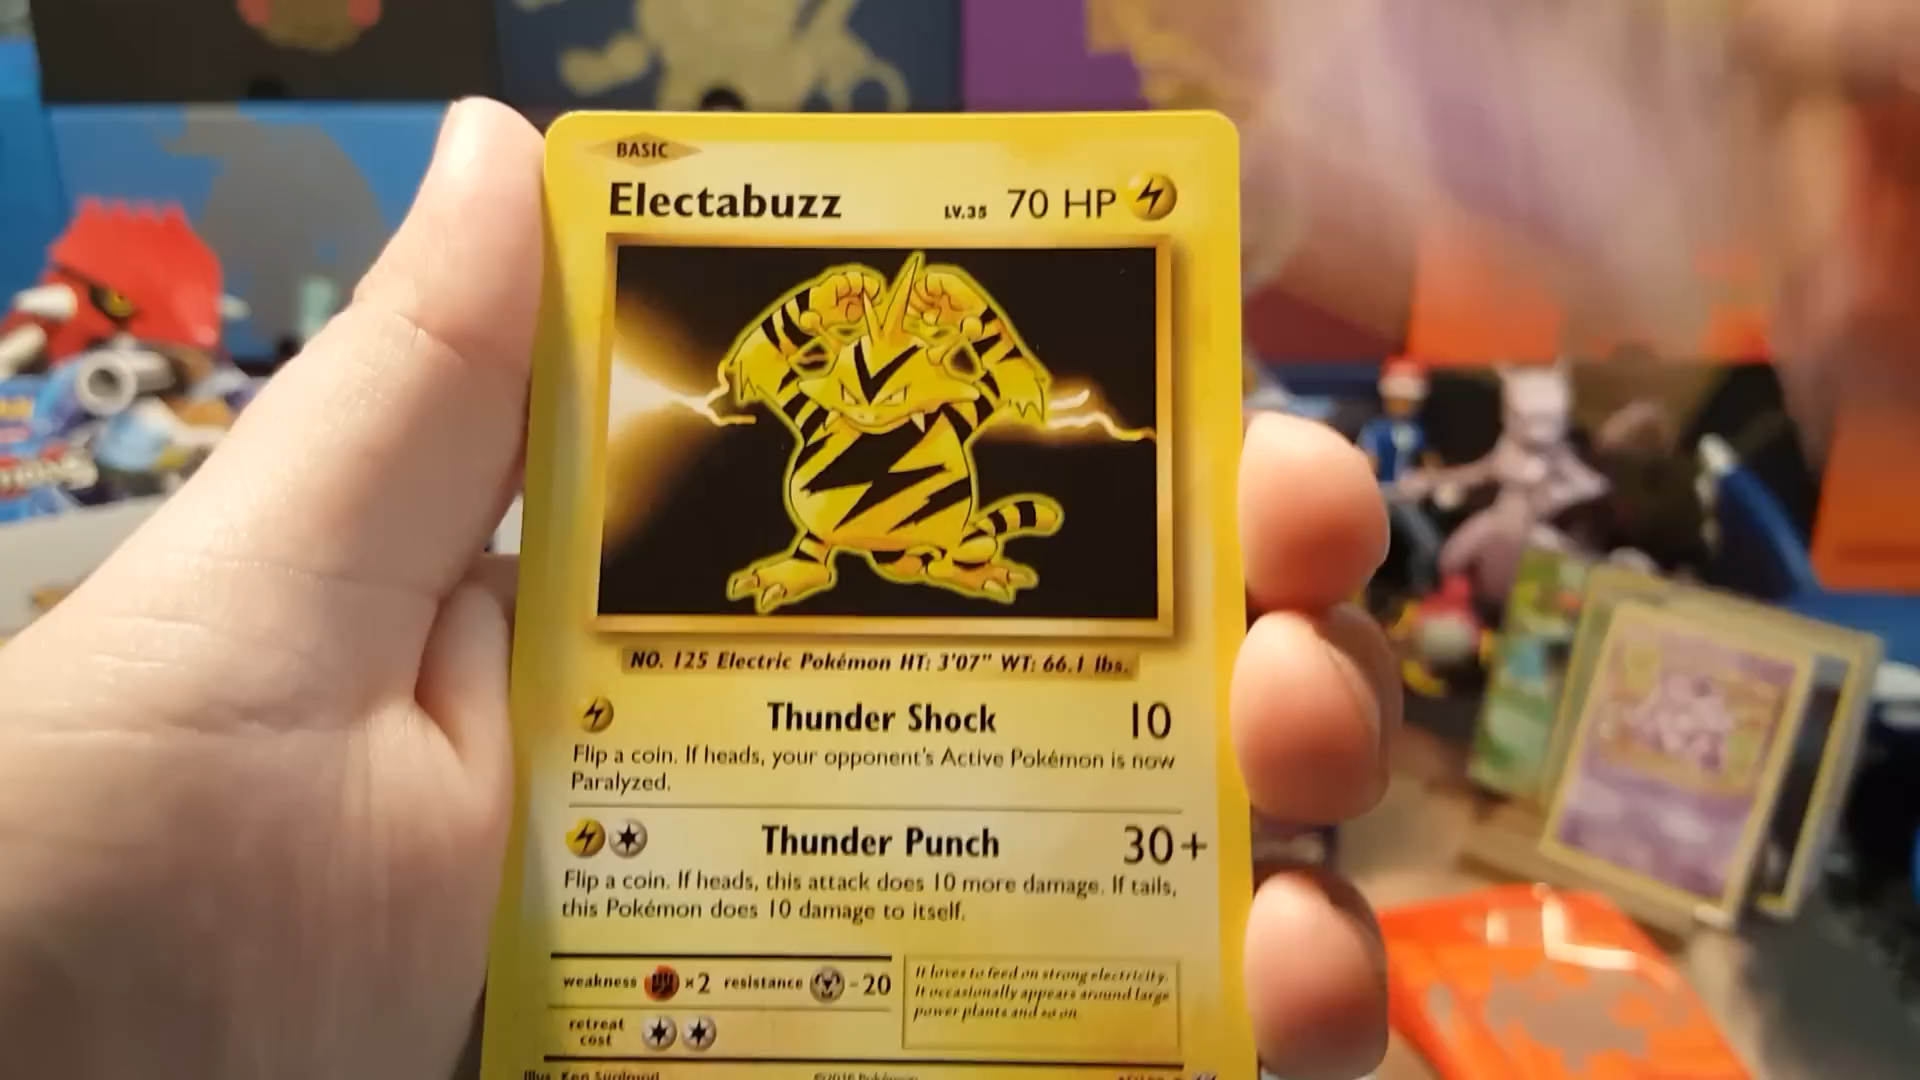 BASIC
Electabuzz LV.35 70 HP
NO. 125 Electric Pokémon HT: 3'07" WT: 66.1 lbs.
Thunder Shock 10
Flip a coin. If heads, your opponent's Active Pokémon is now
Paralyzed.
Thunder Punch 30+
Flip a coin. If heads, this attack does 10 more damage. If tails,
this Pokémon does 10 damage to itself.
weakness ×2 resistance -20
It loves to feed on strong electricity.
It occasionally appears around large
power plants and so on.
retreat
cost
Illus. Ken Sugimori ©2016 Pokémon